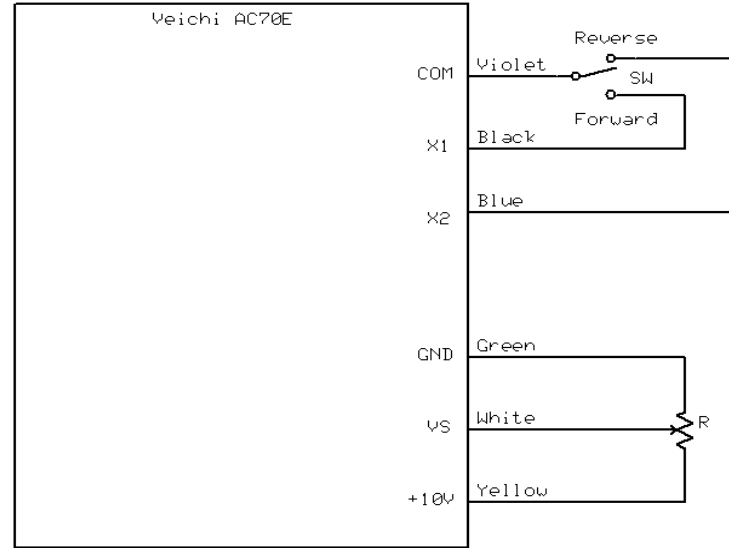 Veichi AC70E
Reverse
COM Violet
SW
Forward
X1 Black
X2 Blue
GND Green
VS White R
+10V Yellow